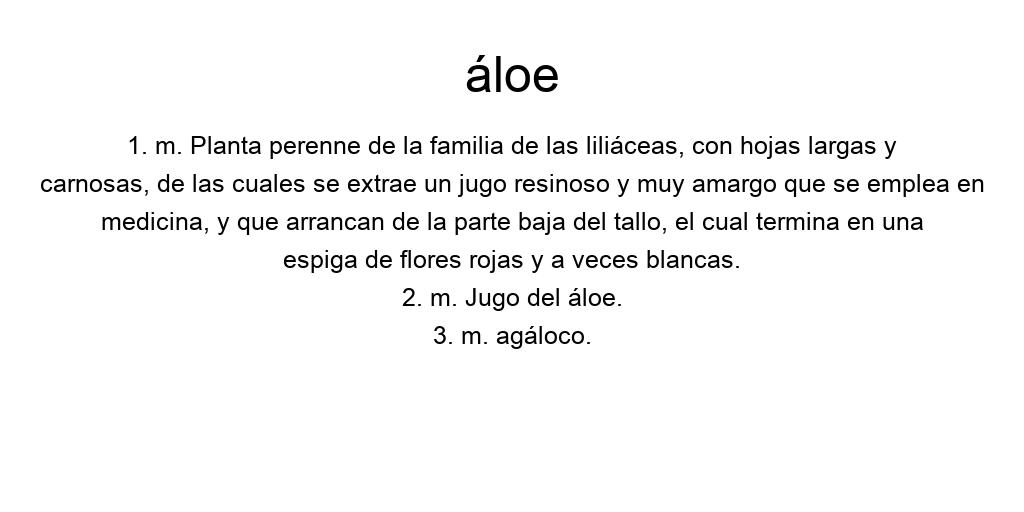 áloe
1. m. Planta perenne de la familia de las liliáceas, con hojas largas y
carnosas, de las cuales se extrae un jugo resinoso y muy amargo que se emplea en
medicina, y que arrancan de la parte baja del tallo, el cual termina en una
espiga de flores rojas y a veces blancas.
2. m. Jugo del áloe.
3. m. agáloco.